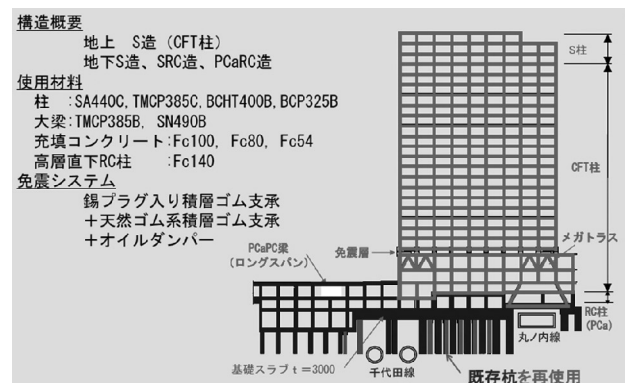 構造概要
地上 S造（CFT柱）
地下S造、SRC造、PCaRC造
使用材料
柱 :SA440C,TMCP385C,BCHT400B,BCP325B
大梁:TMCP385B, SN490B
充填コンクリート:Fc100, Fc80, Fc54
高層直下RC柱 :Fc140
免震システム
錫プラグ入り積層ゴム支承
＋天然ゴム系積層ゴム支承
＋オイルダンパー
S柱
CFT柱
メガトラス
免震層
PCaPC梁
（ロングスパン）
RC柱
(PCa)
丸ノ内線
千代田線
基礎スラブｔ＝3000
既存杭を再使用